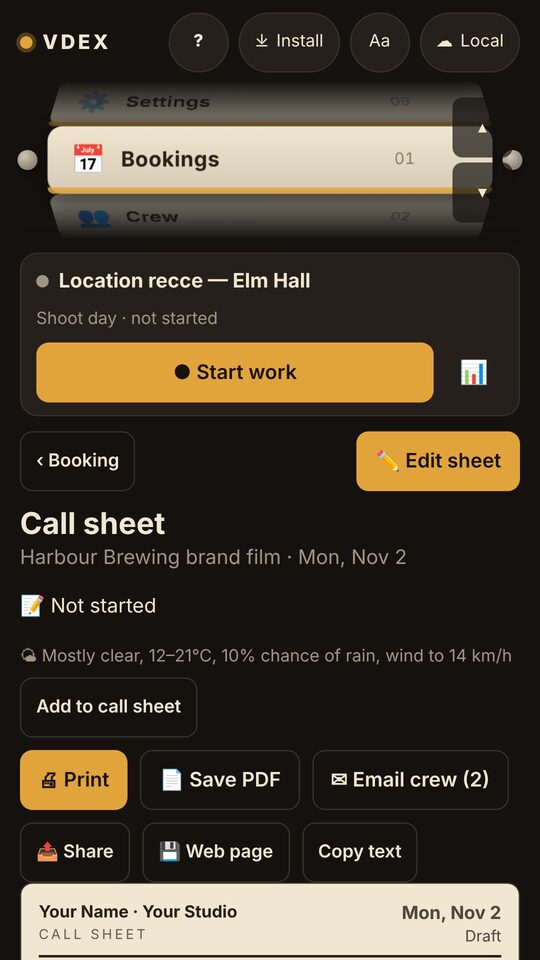 VDEX
?
Install
Aa
Local
Settings 09
July
17
Bookings 01
Crew 02
Location recce — Elm Hall
Shoot day · not started
Start work
‹ Booking
Edit sheet
Call sheet
Harbour Brewing brand film · Mon, Nov 2
Not started
Mostly clear, 12–21°C, 10% chance of rain, wind to 14 km/h
Add to call sheet
Print
Save PDF
Email crew (2)
Share
Web page
Copy text
Your Name · Your Studio
Mon, Nov 2
CALL SHEET
Draft